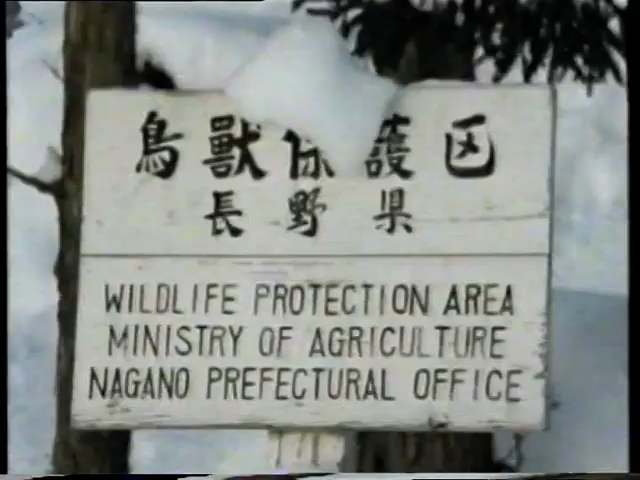 鳥獣保護区
長野県
WILDLIFE PROTECTION AREA
MINISTRY OF AGRICULTURE
NAGANO PREFECTURAL OFFICE